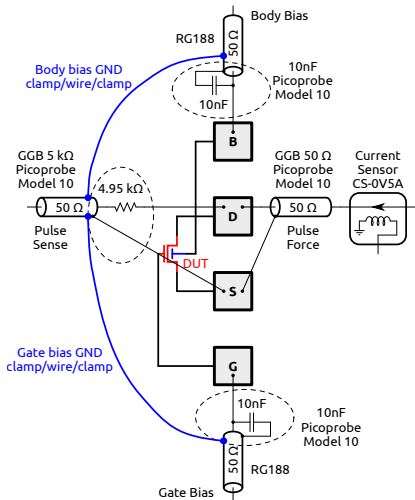 Body Bias
RG188
50 Ω
Body bias GND
clamp/wire/clamp
10nF
Picoprobe
Model 10
10nF
B
GGB 5 kΩ
Picoprobe
Model 10
4.95 kΩ
GGB 50 Ω
Picoprobe
Model 10
Current
Sensor
CS-0V5A
50 Ω
D
50 Ω
Pulse
Sense
Pulse
Force
DUT
S
Gate bias GND
clamp/wire/clamp
G
10nF
10nF
Picoprobe
Model 10
50 Ω
RG188
Gate Bias